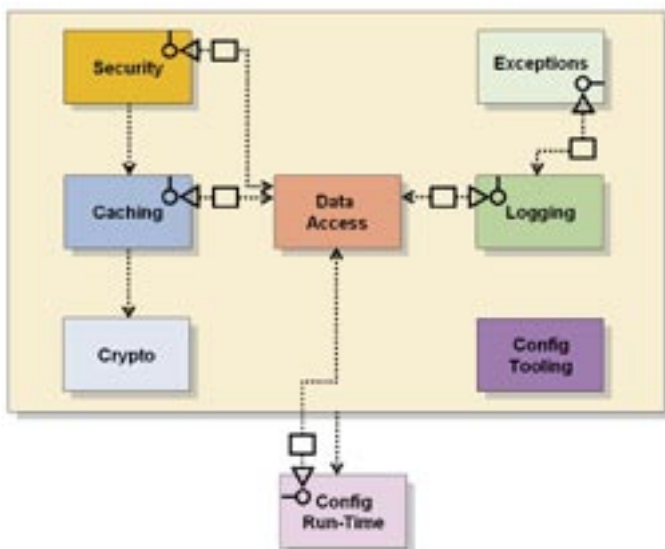 Security
Exceptions
Caching
Data
Access
Logging
Crypto
Config
Tooling
Config
Run-Time